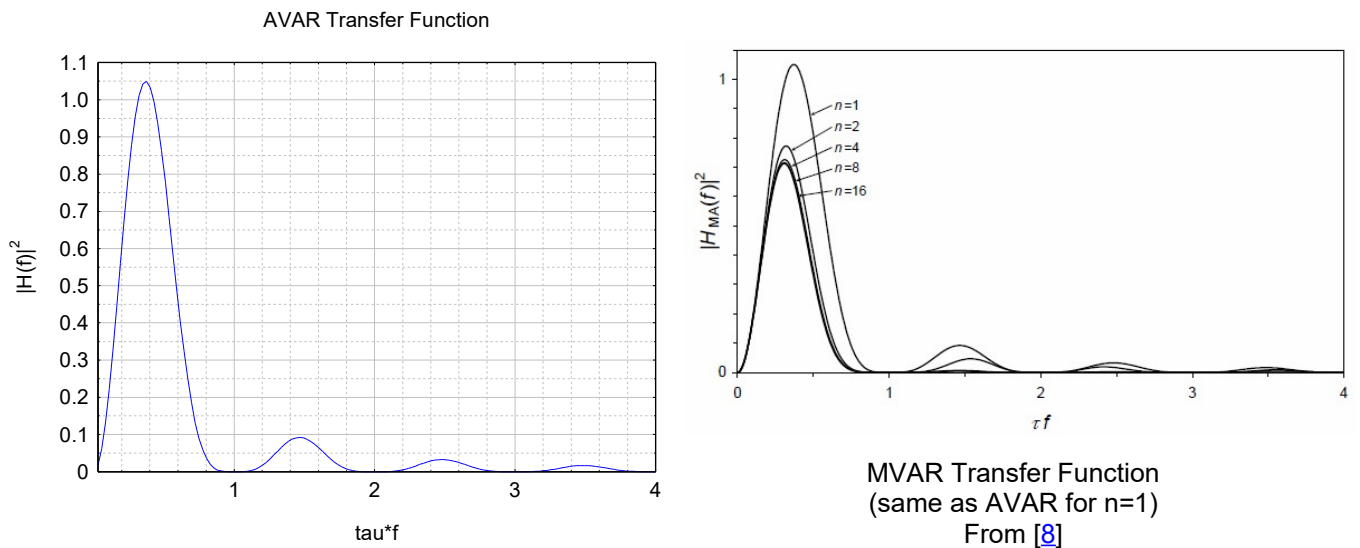 AVAR Transfer Function
1.1
1.0
0.9
0.8
0.7
0.6
0.5
0.4
0.3
0.2
0.1
0
|H(f)|²
1 2 3 4
tau*f
1
0
|H_MA(f)|²
n=1
n=2
n=4
n=8
n=16
0 1 2 3 4
τ f
MVAR Transfer Function
(same as AVAR for n=1)
From [8]